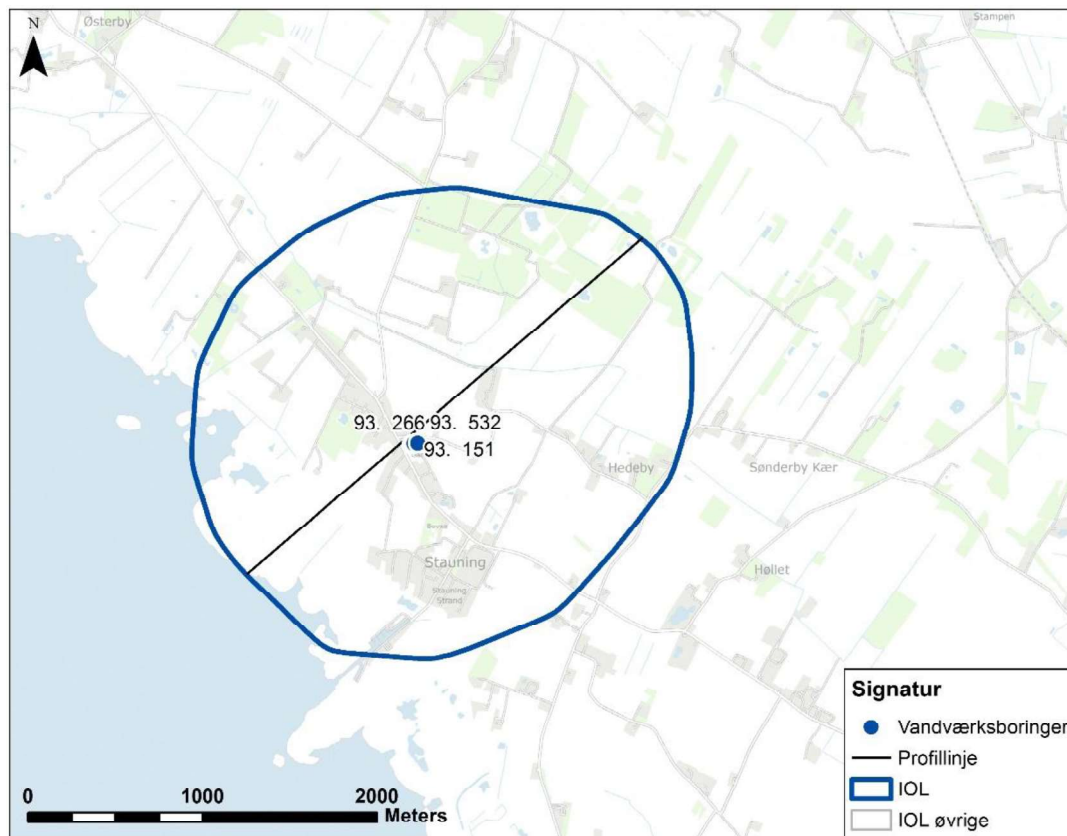 Østerby
Stampen
N
93. 266 93. 532
93. 151
Hedeby
Sønderby Kær
Stauning
Høllet
Stauning
Strand
Signatur
Vandværksboringer
Profillinje
IOL
IOL øvrige
0 1000 2000
Meters